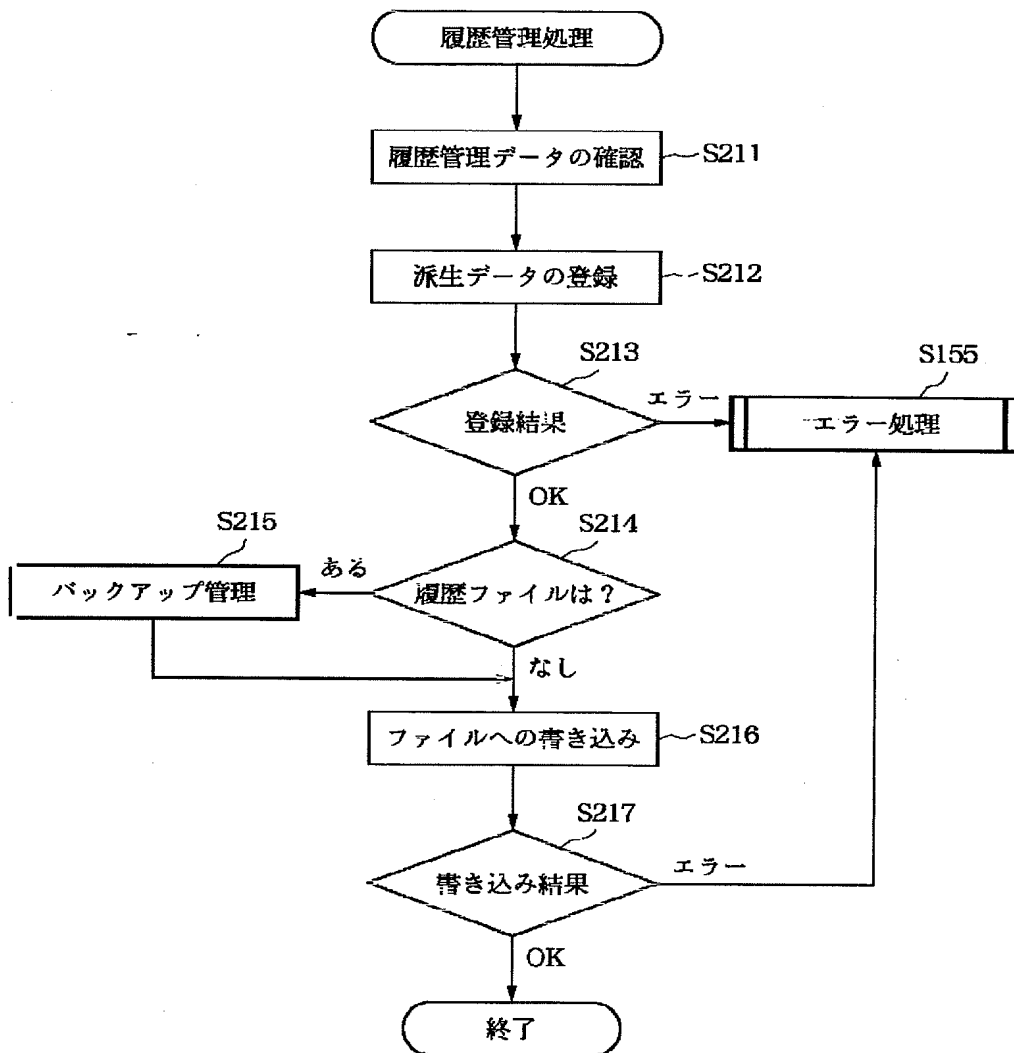 履歴管理処理
履歴管理データの確認
S211
派生データの登録
S212
S213
登録結果
エラー
S155
エラー処理
OK
S214
履歴ファイルは?
ある
S215
バックアップ管理
なし
ファイルへの書き込み
S216
S217
書き込み結果
エラー
OK
終了